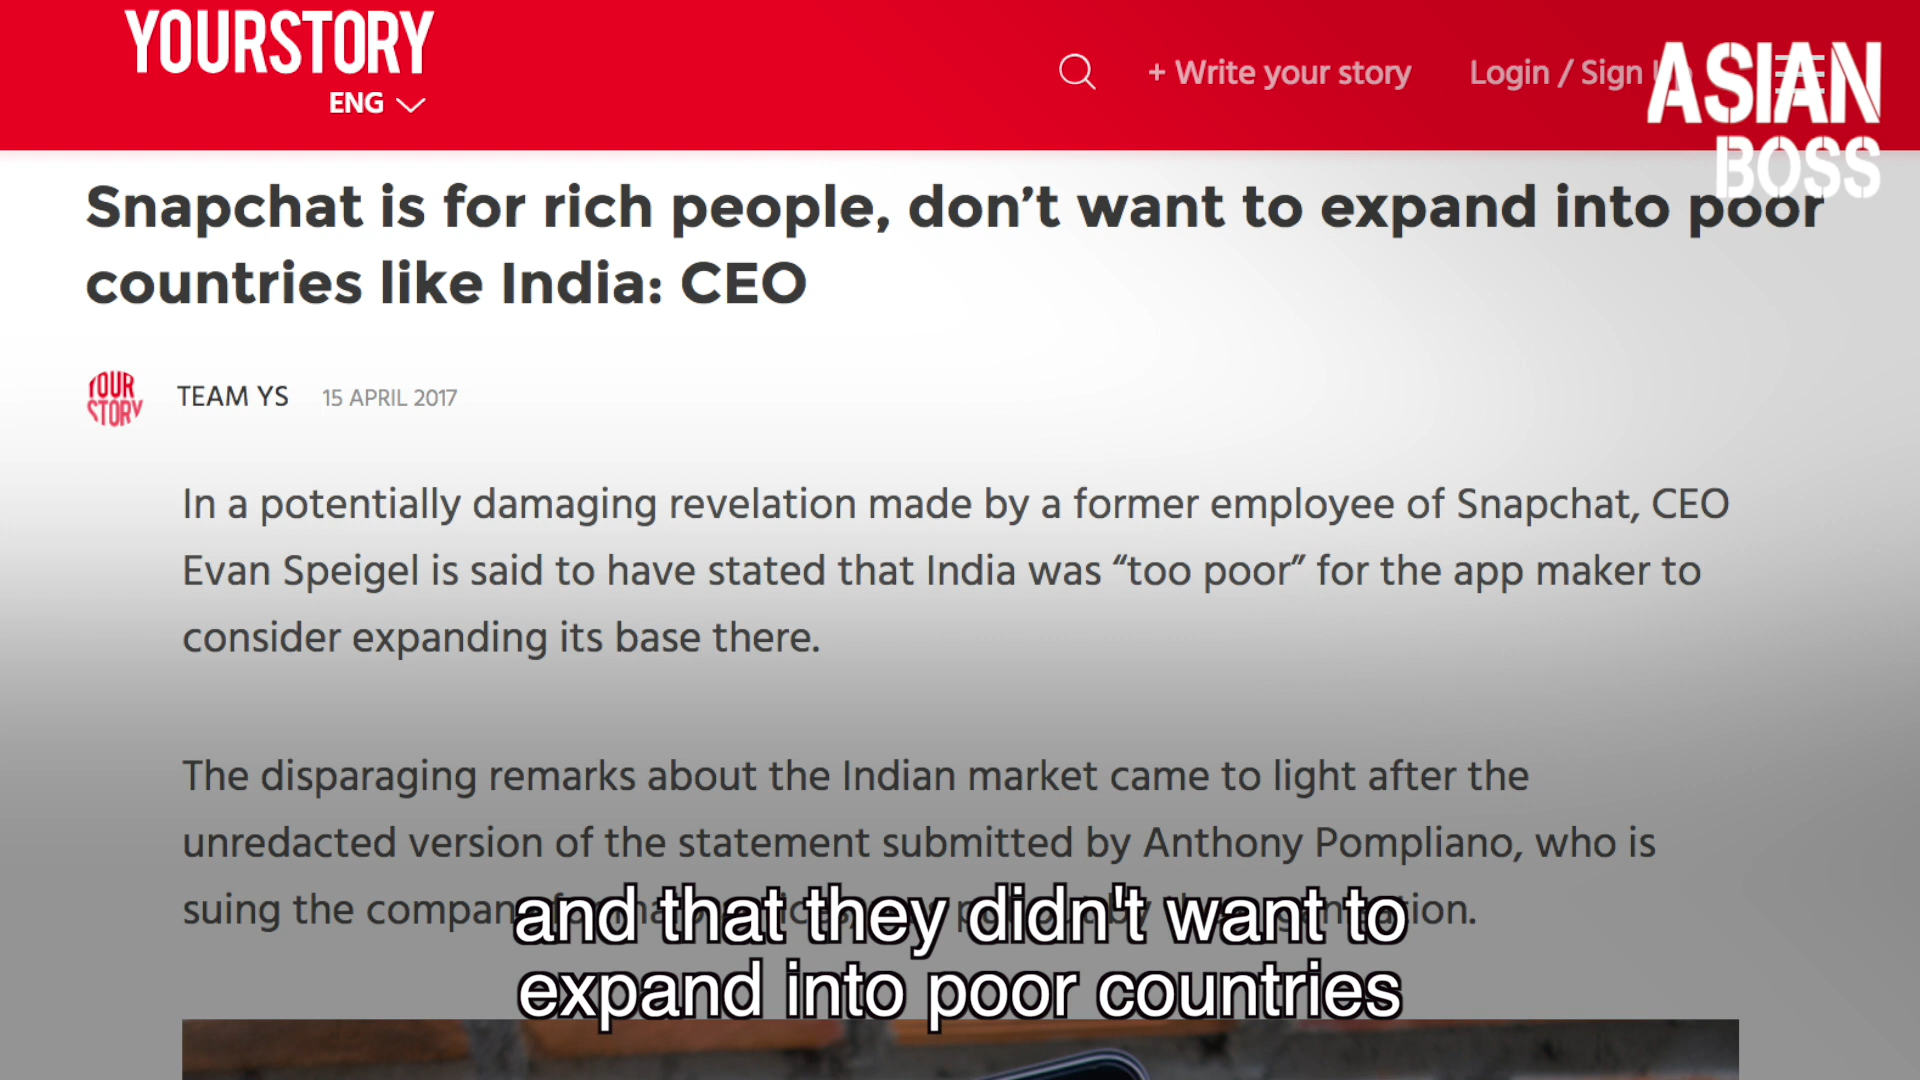 YOURSTORY
ENG
+ Write your story
Login / Sign
ASIAN
BOSS
Snapchat is for rich people, don’t want to expand into poor
countries like India: CEO
YOUR
STORY
TEAM YS
15 APRIL 2017
In a potentially damaging revelation made by a former employee of Snapchat, CEO
Evan Speigel is said to have stated that India was “too poor” for the app maker to
consider expanding its base there.
The disparaging remarks about the Indian market came to light after the
unredacted version of the statement submitted by Anthony Pompliano, who is
suing the
and that they didn't want to
expand into poor countries